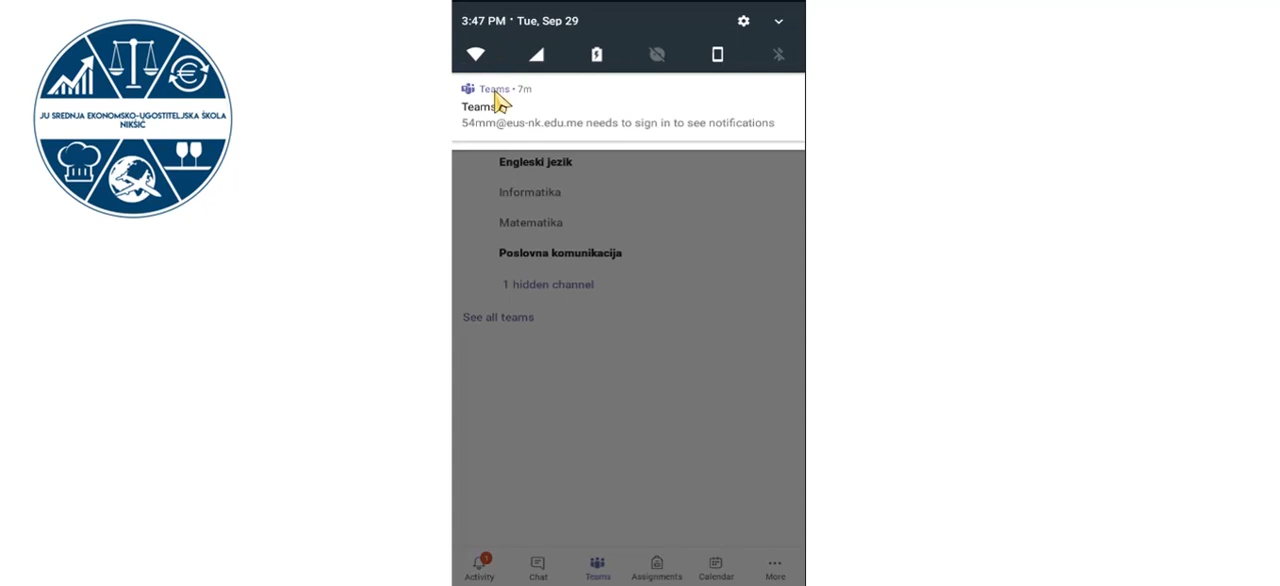 JU SREDNJA EKONOMSKO-UGOSTITELJSKA ŠKOLA
NIKŠIĆ
3:47 PM • Tue, Sep 29
Teams • 7m
Teams
54mm@eus-nk.edu.me needs to sign in to see notifications
Engleski jezik
Informatika
Matematika
Poslovna komunikacija
1 hidden channel
See all teams
1
Activity
Chat
Teams
Assignments
Calendar
More